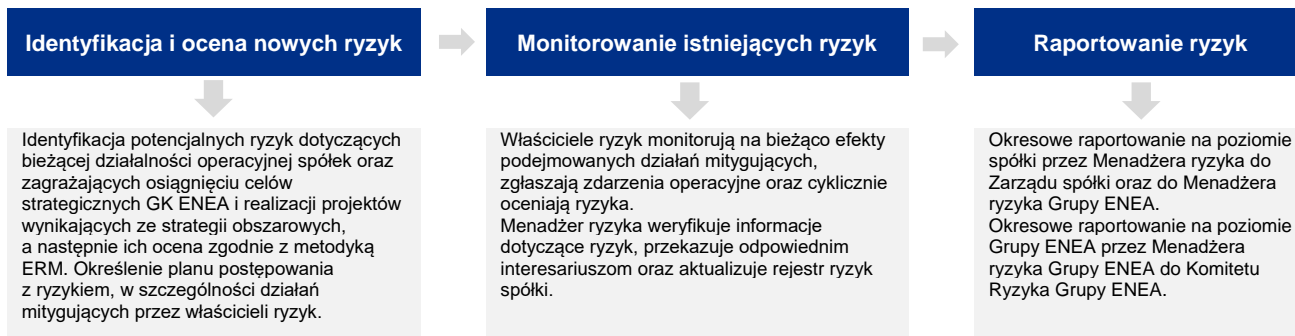 Identyfikacja i ocena nowych ryzyk
Monitorowanie istniejących ryzyk
Raportowanie ryzyk
Identyfikacja potencjalnych ryzyk dotyczących
bieżącej działalności operacyjnej spółek oraz
zagrażających osiągnięciu celów
strategicznych GK ENEA i realizacji projektów
wynikających ze strategii obszarowych,
a następnie ich ocena zgodnie z metodyką
ERM. Określenie planu postępowania
z ryzykiem, w szczególności działań
mitygujących przez właścicieli ryzyk.
Właściciele ryzyk monitorują na bieżąco efekty
podejmowanych działań mitygujących,
zgłaszają zdarzenia operacyjne oraz cyklicznie
oceniają ryzyka.
Menadżer ryzyka weryfikuje informacje
dotyczące ryzyk, przekazuje odpowiednim
interesariuszom oraz aktualizuje rejestr ryzyk
spółki.
Okresowe raportowanie na poziomie
spółki przez Menadżera ryzyka do
Zarządu spółki oraz do Menadżera
ryzyka Grupy ENEA.
Okresowe raportowanie na poziomie
Grupy ENEA przez Menadżera
ryzyka Grupy ENEA do Komitetu
Ryzyka Grupy ENEA.